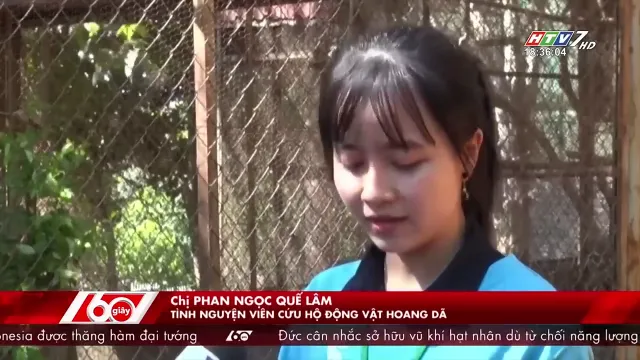 HTV7 HD
18:36:04
Chị PHAN NGỌC QUẾ LÂM
60 giây
TÌNH NGUYỆN VIÊN CỨU HỘ ĐỘNG VẬT HOANG DÃ
onesia được thăng hàm đại tướng 60 Đức cân nhắc sở hữu vũ khí hạt nhân dù từ chối năng lượng